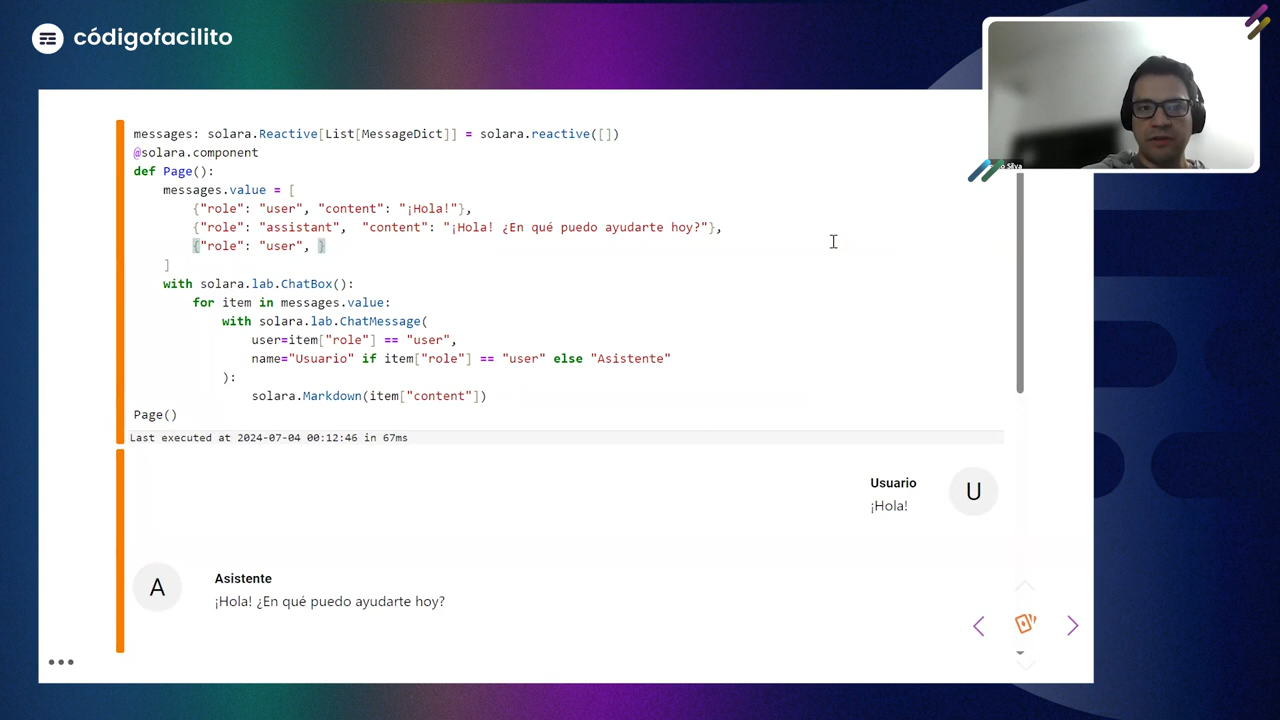 códigofacilito
messages: solara.Reactive[List[MessageDict]] = solara.reactive([])
@solara.component
def Page():
    messages.value = [
        {"role": "user", "content": "¡Hola!"},
        {"role": "assistant",  "content": "¡Hola! ¿En qué puedo ayudarte hoy?"},
        {"role": "user", }
    ]
    with solara.lab.ChatBox():
        for item in messages.value:
            with solara.lab.ChatMessage(
                user=item["role"] == "user",
                name="Usuario" if item["role"] == "user" else "Asistente"
            ):
                solara.Markdown(item["content"])
Page()
Last executed at 2024-07-04 00:12:46 in 67ms
Usuario
U
¡Hola!
A
Asistente
¡Hola! ¿En qué puedo ayudarte hoy?
Silva